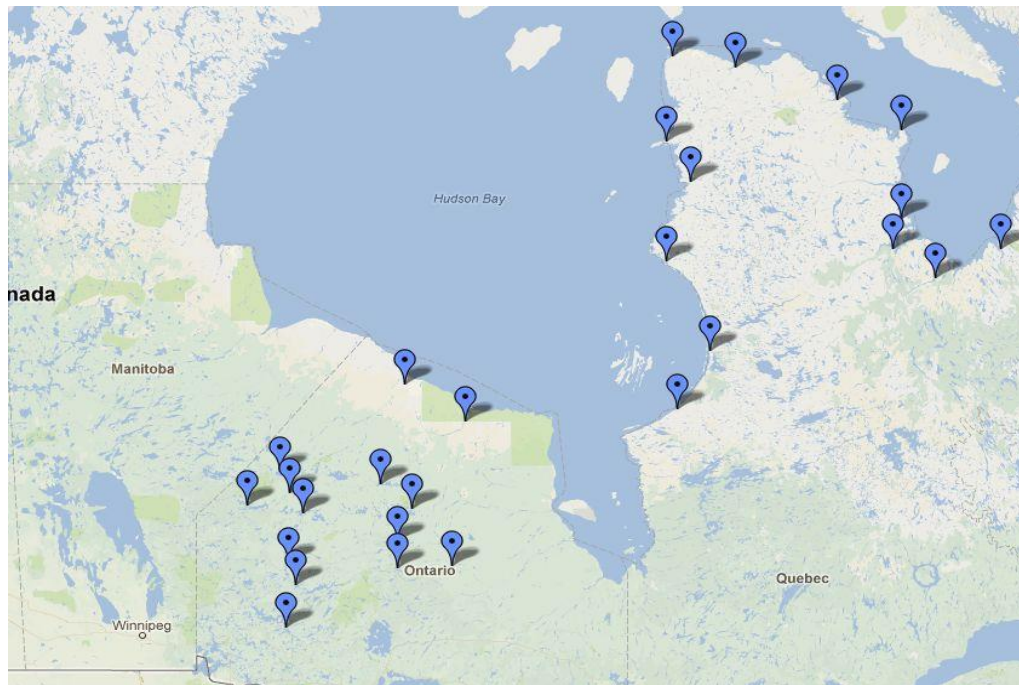 Hudson Bay
nada
Manitoba
Ontario
Quebec
Winnipeg